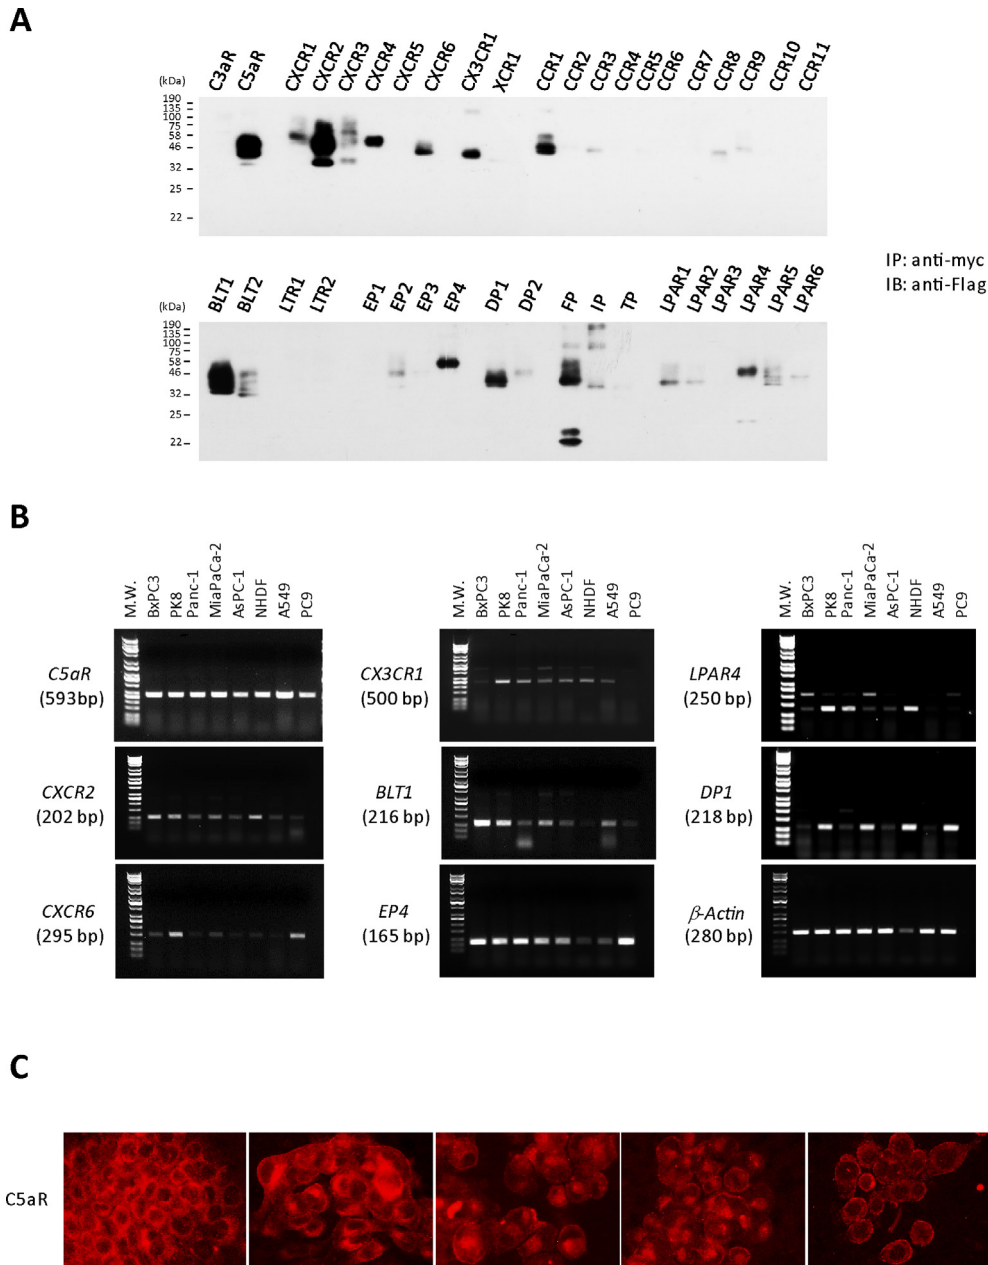 A
C3aR C5aR CXCR1 CXCR2 CXCR3 CXCR4 CXCR5 CXCR6 CX3CR1 XCR1 CCR1 CCR2 CCR3 CCR4 CCR5 CCR6 CCR7 CCR8 CCR9 CCR10 CCR11
(kDa)
190
135
100
75
58
46
32
25
22
IP: anti-myc
IB: anti-Flag
BLT1 BLT2 LTR1 LTR2 EP1 EP2 EP3 EP4 DP1 DP2 FP IP TP LPAR1 LPAR2 LPAR3 LPAR4 LPAR5 LPAR6
(kDa)
190
135
100
75
58
46
32
25
22
B
M.W. BxPC3 PK8 Panc-1 MiaPaCa-2 AsPC-1 NHDF A549 PC9
C5aR
(593bp)
CXCR2
(202 bp)
CXCR6
(295 bp)
M.W. BxPC3 PK8 Panc-1 MiaPaCa-2 AsPC-1 NHDF A549 PC9
CX3CR1
(500 bp)
BLT1
(216 bp)
EP4
(165 bp)
M.W. BxPC3 PK8 Panc-1 MiaPaCa-2 AsPC-1 NHDF A549 PC9
LPAR4
(250 bp)
DP1
(218 bp)
β-Actin
(280 bp)
C
C5aR